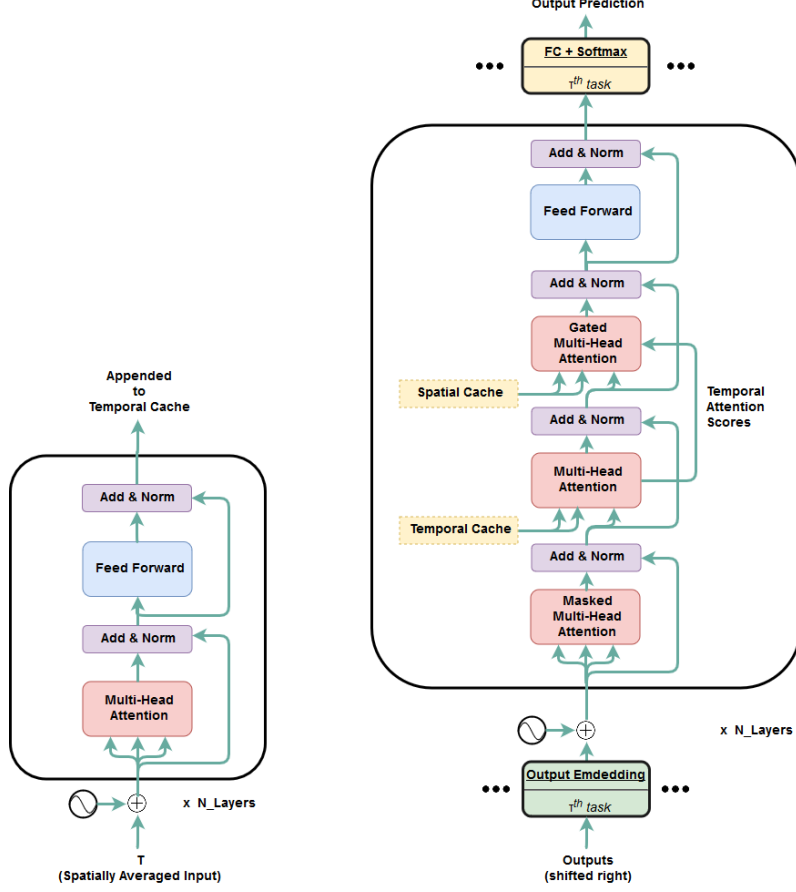 Output Prediction
FC + Softmax
τth task
Add & Norm
Feed Forward
Add & Norm
Gated
Multi-Head
Attention
Spatial Cache
Temporal
Attention
Scores
Add & Norm
Multi-Head
Attention
Temporal Cache
Add & Norm
Masked
Multi-Head
Attention
x N_Layers
Output Emdedding
τth task
Outputs
(shifted right)
Appended
to
Temporal Cache
Add & Norm
Feed Forward
Add & Norm
Multi-Head
Attention
x N_Layers
T
(Spatially Averaged Input)